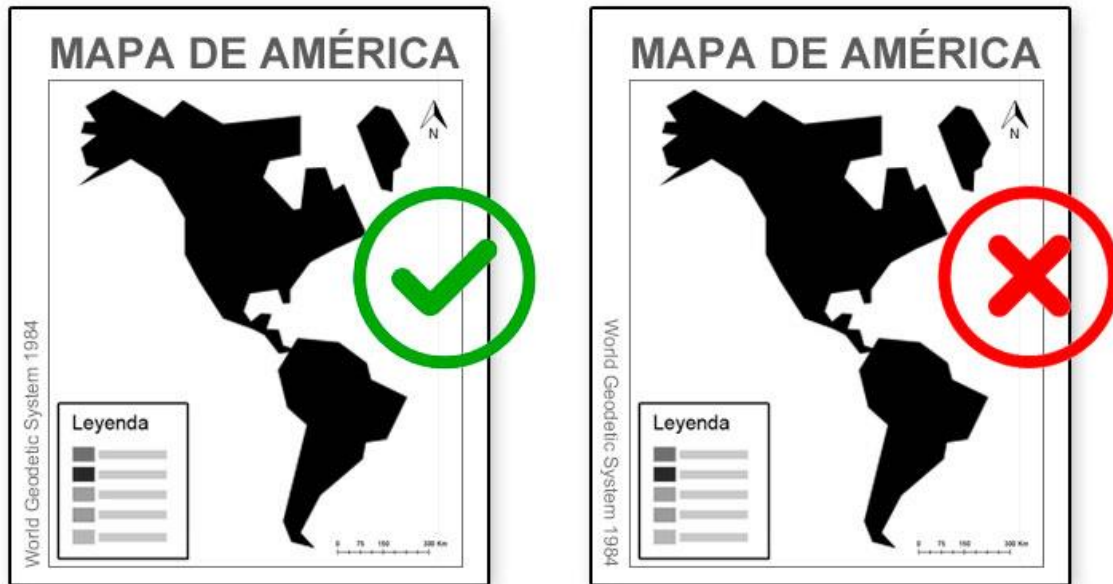 MAPA DE AMÉRICA
N
World Geodetic System 1984
Leyenda
0 75 150 300 Km
MAPA DE AMÉRICA
N
World Geodetic System 1984
Leyenda
0 75 150 300 Km